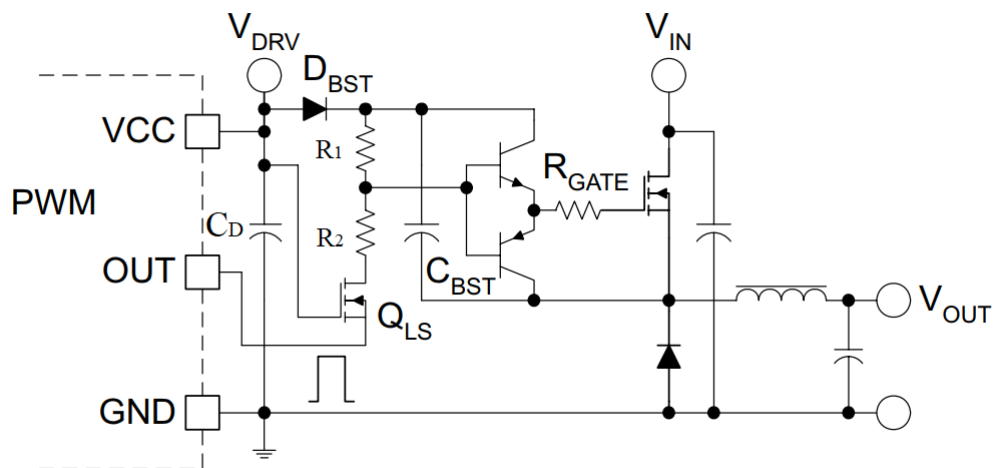 V_DRV
V_IN
D_BST
VCC
R1
R_GATE
PWM
C_D
R2
OUT
C_BST
Q_LS
V_OUT
GND